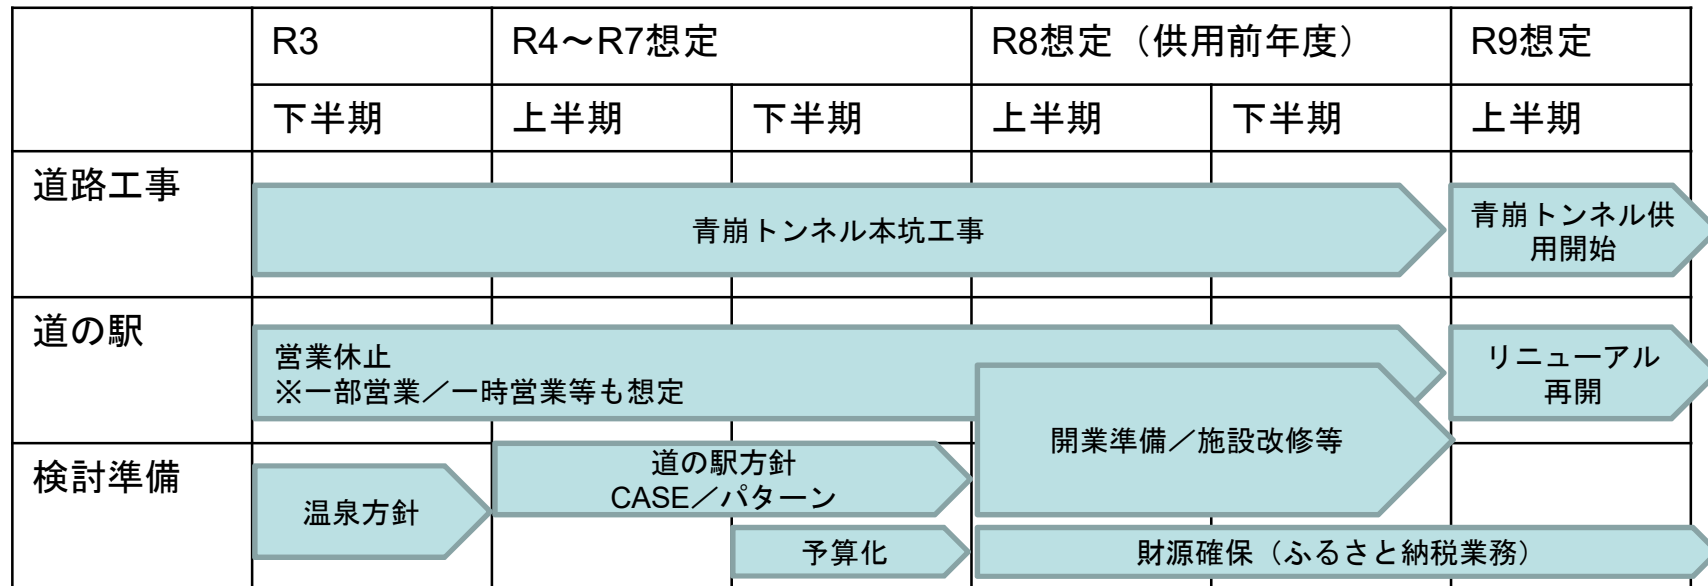 R3
R4～R7想定
R8想定（供用前年度）
R9想定
下半期
上半期
下半期
上半期
下半期
上半期
道路工事
青崩トンネル本坑工事
青崩トンネル供
用開始
道の駅
営業休止
※一部営業／一時営業等も想定
リニューアル
再開
開業準備／施設改修等
検討準備
温泉方針
道の駅方針
CASE／パターン
予算化
財源確保（ふるさと納税業務）